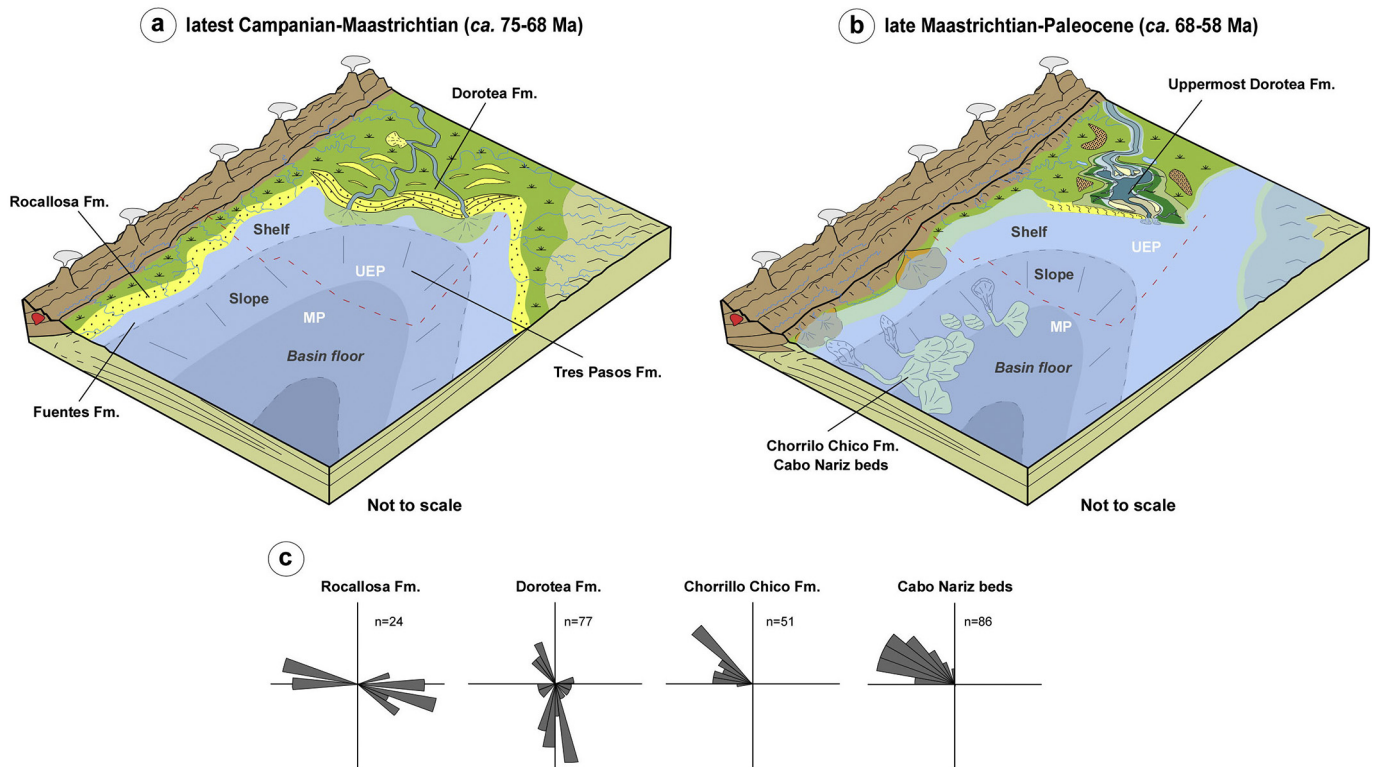 a latest Campanian-Maastrichtian (ca. 75-68 Ma)
Dorotea Fm.
Rocallosa Fm.
Shelf
UEP
Slope
MP
Basin floor
Tres Pasos Fm.
Fuentes Fm.
Not to scale
b late Maastrichtian-Paleocene (ca. 68-58 Ma)
Uppermost Dorotea Fm.
Shelf
UEP
Slope
MP
Basin floor
Chorrilo Chico Fm.
Cabo Nariz beds
Not to scale
c
Rocallosa Fm.
n=24
Dorotea Fm.
n=77
Chorrillo Chico Fm.
n=51
Cabo Nariz beds
n=86